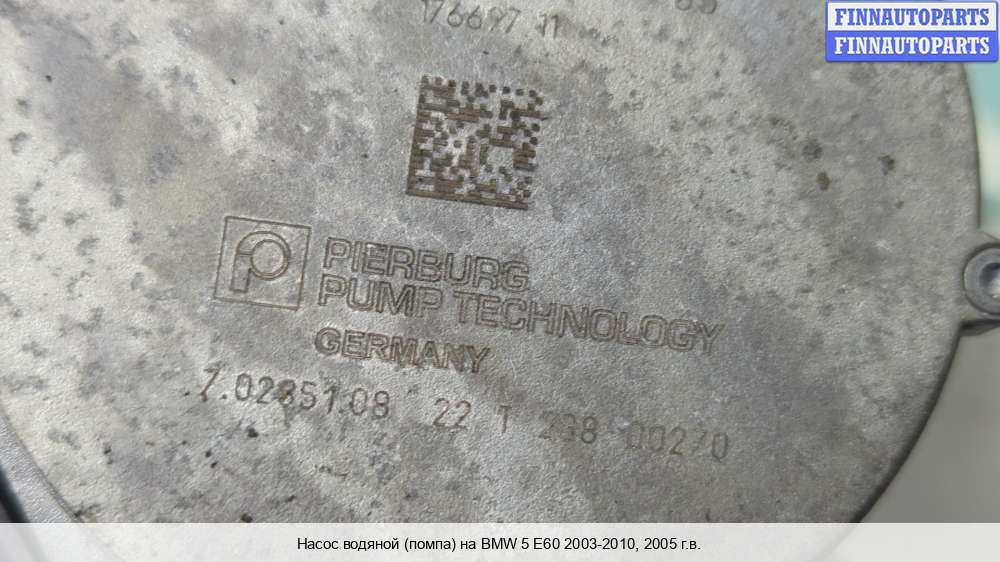 FINNAUTOPARTS
FINNAUTOPARTS
176697 11
PIERBURG
PUMP TECHNOLOGY
GERMANY
7.02851.08 22 T 238-00270
Насос водяной (помпа) на BMW 5 E60 2003-2010, 2005 г.в.